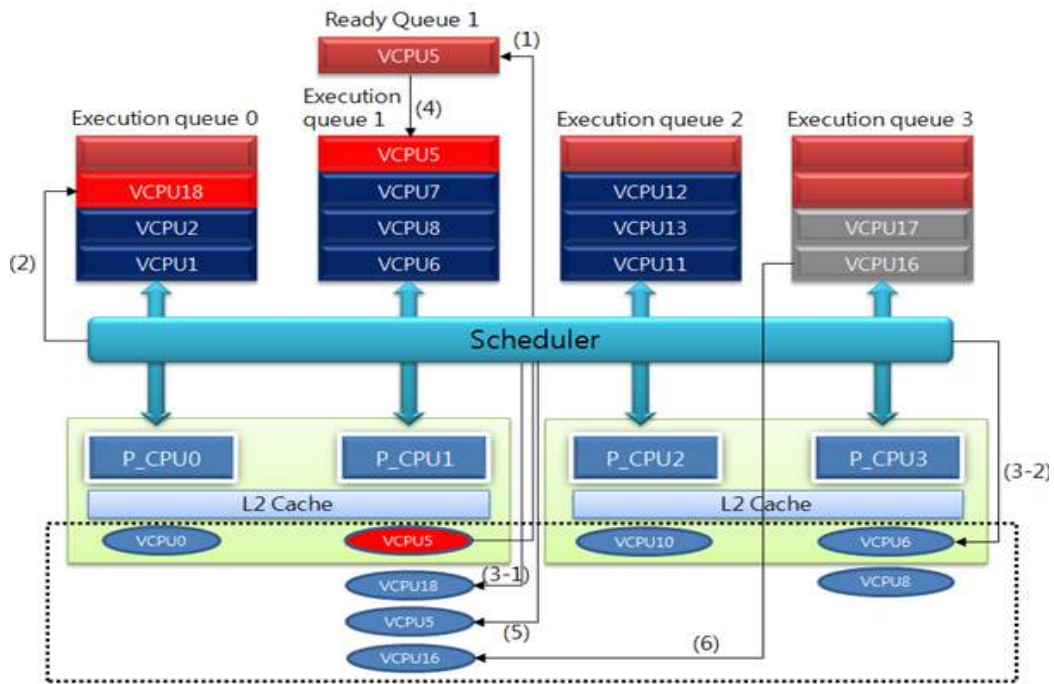 Ready Queue 1
VCPU5
(1)
(4)
Execution queue 0
Execution
queue 1
Execution queue 2
Execution queue 3
VCPU5
VCPU18
VCPU7
VCPU12
VCPU2
VCPU8
VCPU13
VCPU17
VCPU1
VCPU6
VCPU11
VCPU16
(2)
Scheduler
P_CPU0
P_CPU1
P_CPU2
P_CPU3
(3-2)
L2 Cache
L2 Cache
VCPU0
VCPU5
VCPU10
VCPU6
VCPU18
(3-1)
VCPU8
VCPU5
(5)
(6)
VCPU16